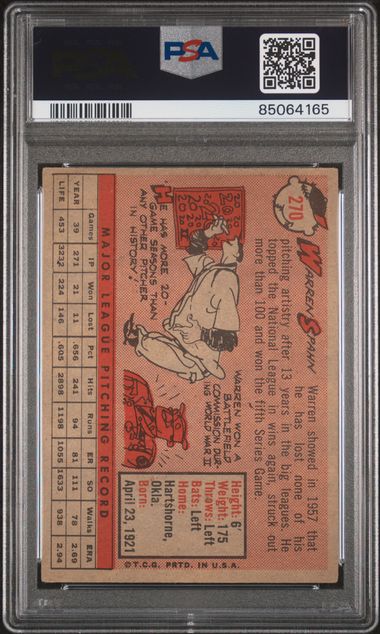 PSA
85064165
270
WARREN SPAHN
Warren showed in 1957 that
he has lost none of his
pitching artistry after 13 years in the big leagues. He
topped the National League in wins again, struck out
more than 100 and won the fifth Series Game.
HE HAS MORE 20-
GAME SEASONS THAN
ANY OTHER PITCHER
IN HISTORY!
WARREN WON A
BATTLEFIELD
COMMISSION DUR-
ING WORLD WAR II
Height: 6'
Weight: 175
Throws: Left
Bats: Left
Home:
Hartshorne,
Okla.
Born:
April 23, 1921
MAJOR LEAGUE PITCHING RECORD
©T.C.G. PRTD. IN U.S.A.
Games IP Won Lost Pct Hits Runs ER SO Walks ERA
YEAR 39 271 21 11 .656 241 94 81 111 78 2.69
LIFE 453 3232 224 146 .605 2898 1198 1055 1633 938 2.94